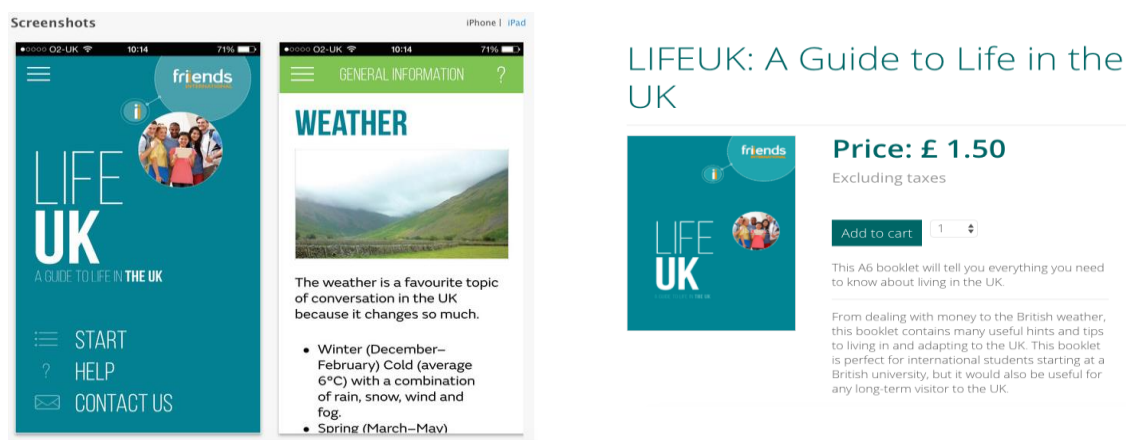 Screenshots
iPhone | iPad
●○○○○ O2-UK 10:14 71%
friends
INTERNATIONAL
i
LIFE
UK
A GUIDE TO LIFE IN THE UK
START
? HELP
CONTACT US
●○○○○ O2-UK 10:14 71%
GENERAL INFORMATION ?
WEATHER
The weather is a favourite topic
of conversation in the UK
because it changes so much.
• Winter (December–
February) Cold (average
6°C) with a combination
of rain, snow, wind and
fog.
• Spring (March–May)
LIFEUK: A Guide to Life in the
UK
friends
i
LIFE
UK
A GUIDE TO LIFE IN THE UK
Price: £ 1.50
Excluding taxes
Add to cart 1
This A6 booklet will tell you everything you need
to know about living in the UK.
From dealing with money to the British weather,
this booklet contains many useful hints and tips
to living in and adapting to the UK. This booklet
is perfect for international students starting at a
British university, but it would also be useful for
any long-term visitor to the UK.